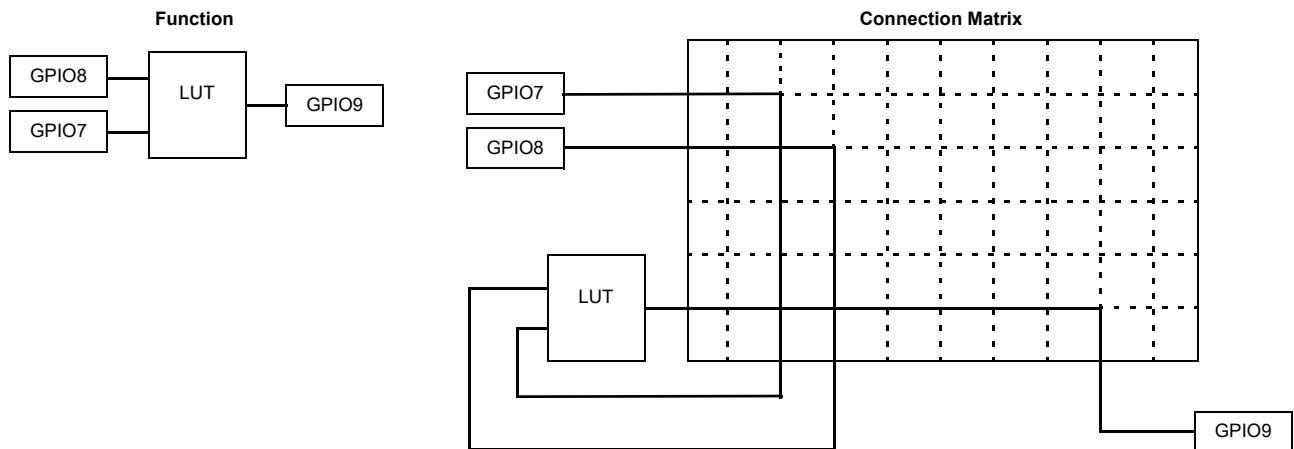 Function
GPIO8
GPIO7
LUT
GPIO9
Connection Matrix
GPIO7
GPIO8
LUT
GPIO9